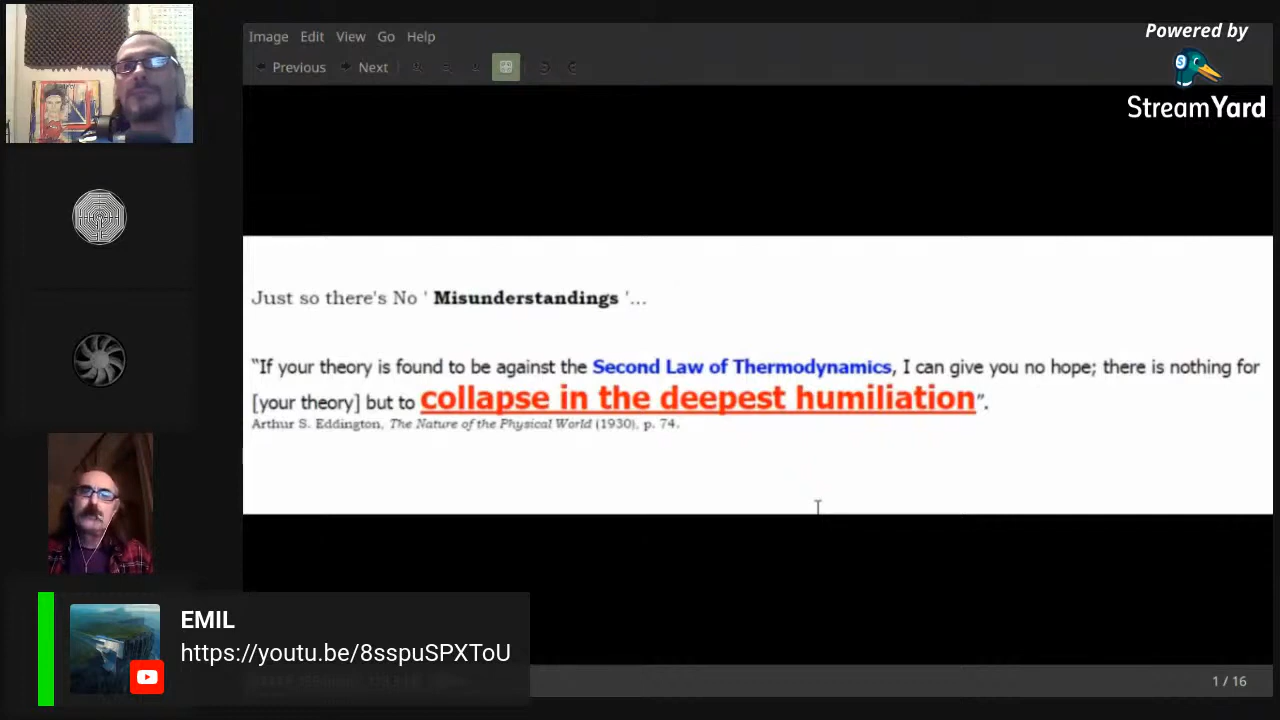 Image Edit View Go Help
Previous Next
Powered by
StreamYard
Just so there's No ' Misunderstandings '...
“If your theory is found to be against the Second Law of Thermodynamics, I can give you no hope; there is nothing for
[your theory] but to collapse in the deepest humiliation”.
Arthur S. Eddington, The Nature of the Physical World (1930), p. 74.
EMIL
https://youtu.be/8sspuSPXToU
1 / 16